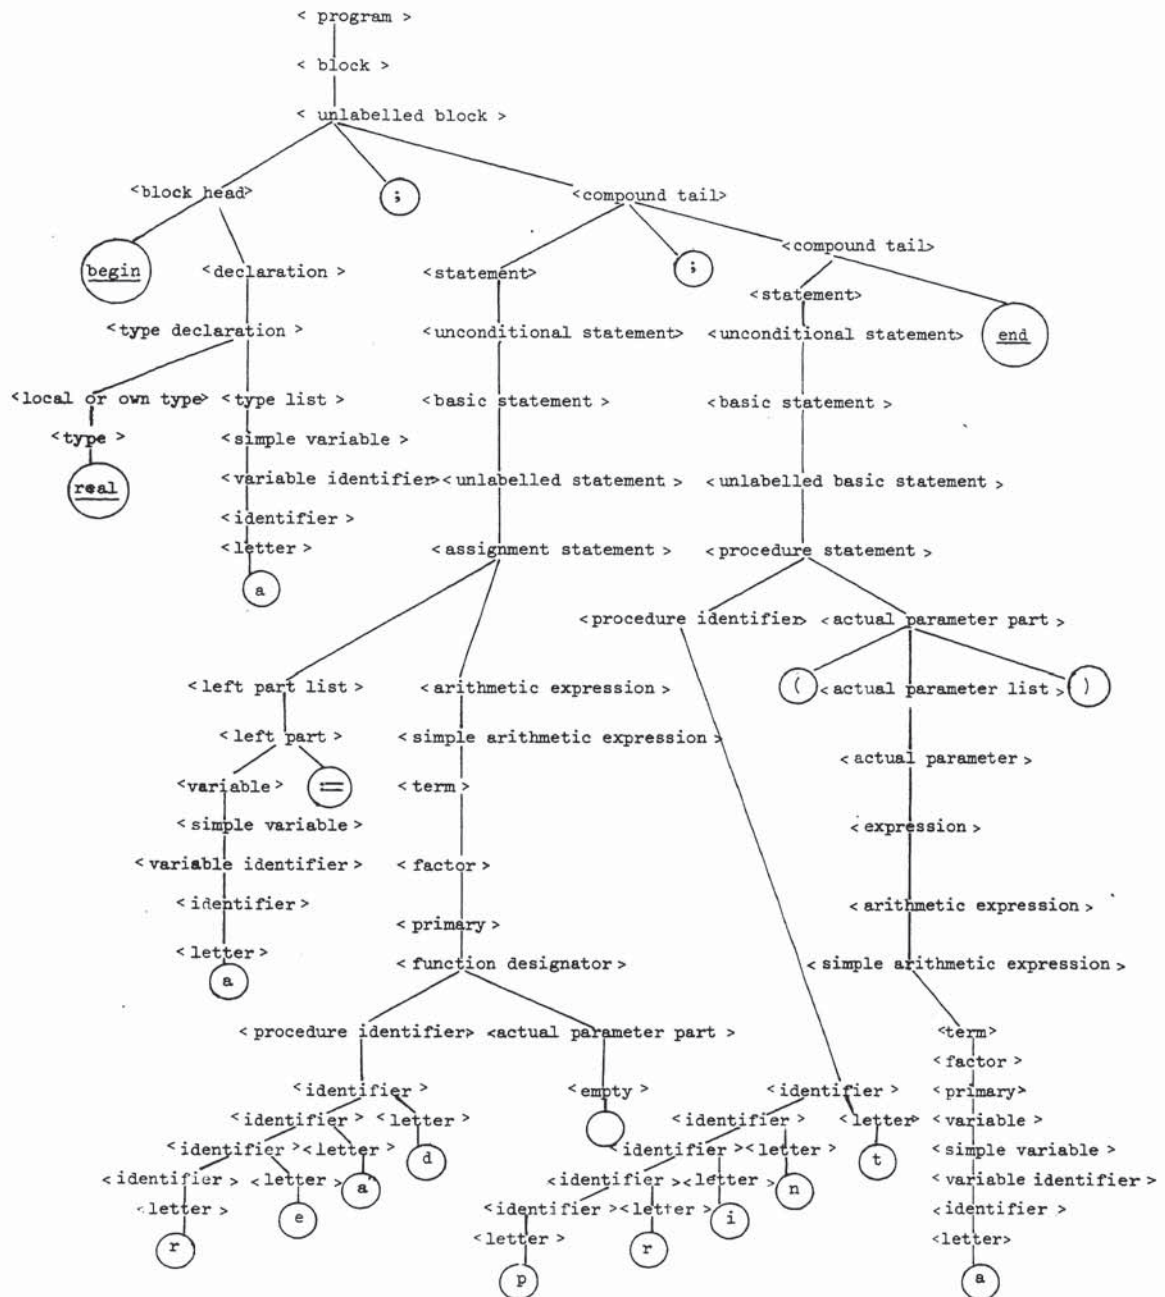 < program >
< block >
< unlabelled block >
<block head> ; <compound tail>
<compound tail>
begin <declaration > <statement> ;
<statement>
<type declaration > <unconditional statement> <unconditional statement> end
<local or own type> <type list > <basic statement > <basic statement >
<type > <simple variable >
real <variable identifier> <unlabelled statement > <unlabelled basic statement >
<identifier >
<letter > <assignment statement > <procedure statement >
a
<procedure identifier> <actual parameter part >
<left part list > <arithmetic expression > ( <actual parameter list > )
<left part > <simple arithmetic expression>
<actual parameter >
<variable> := <term >
<simple variable > <expression >
<variable identifier > <factor >
<identifier > <arithmetic expression >
<primary >
<letter > <function designator> <simple arithmetic expression >
a
<procedure identifier> <actual parameter part > <term>
<factor >
<identifier > <empty > <identifier > <primary>
<identifier > <letter > <identifier > <letter> <variable >
<identifier > <letter > d <identifier > <letter > t <simple variable >
<identifier > <letter > a <identifier > <letter > n <variable identifier >
<letter > e <identifier > <letter > i <identifier >
r <letter > r <letter>
p a